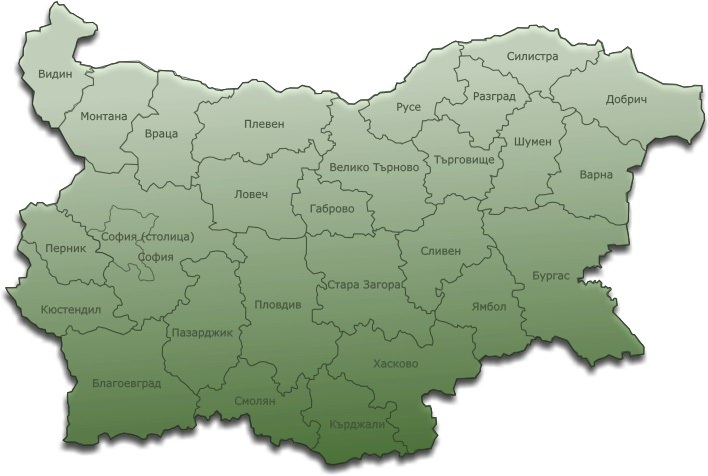 Силистра
Видин
Разград
Добрич
Русе
Монтана
Плевен
Враца
Шумен
Търговище
Велико Търново
Варна
Ловеч
Габрово
София (столица)
Перник
Сливен
София
Бургас
Стара Загора
Пловдив
Ямбол
Кюстендил
Пазарджик
Хасково
Благоевград
Смолян
Кърджали